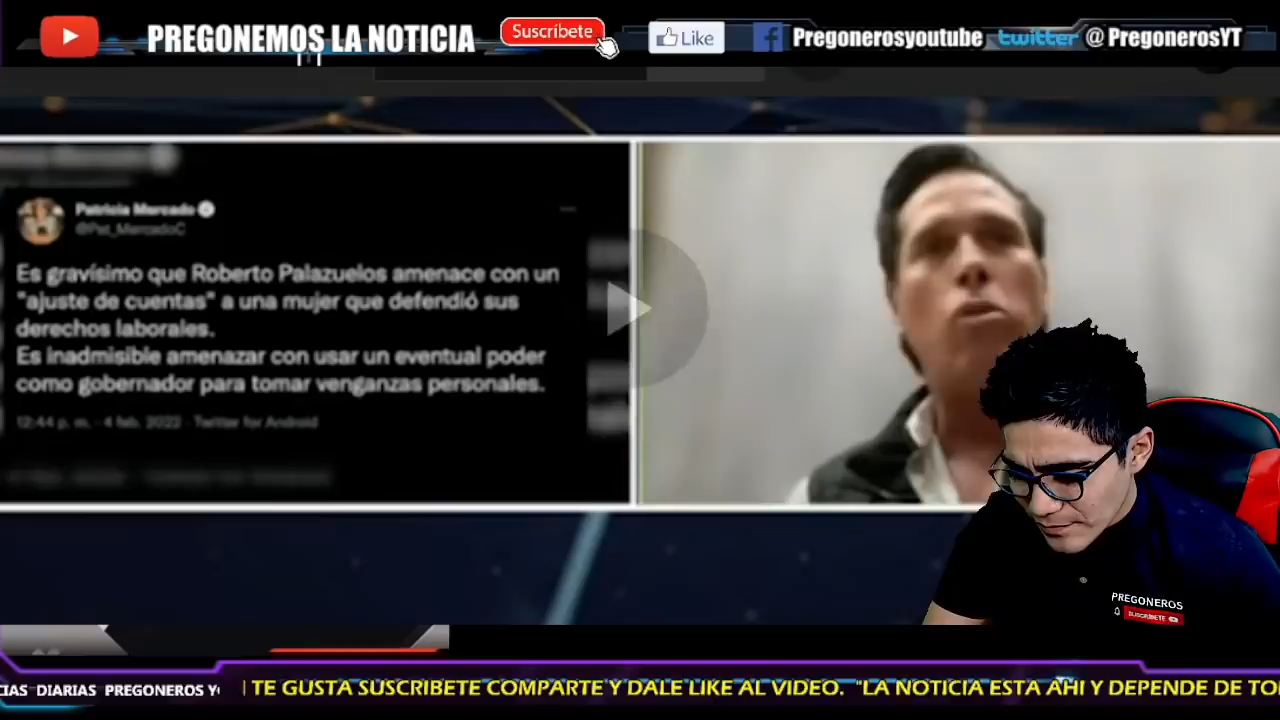 PREGONEMOS LA NOTICIA
Suscríbete
Like
Pregonerosyoutube
twitter @PregonerosYT
Patricia Mercado
@Pat_MercadoC
Es gravísimo que Roberto Palazuelos amenace con un
"ajuste de cuentas" a una mujer que defendió sus
derechos laborales.
Es inadmisible amenazar con usar un eventual poder
como gobernador para tomar venganzas personales.
12:44 p. m. · 4 feb. 2022 · Twitter for Android
PREGONEROS
SUSCRÍBETE
CIAS DIARIAS PREGONEROS
TE GUSTA SUSCRIBETE COMPARTE Y DALE LIKE AL VIDEO. "LA NOTICIA ESTA AHI Y DEPENDE DE